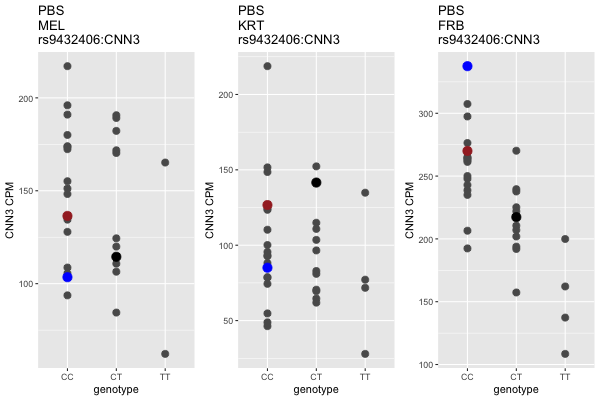 PBS
MEL
rs9432406:CNN3
CNN3 CPM
200
150
100
CC
CT
TT
genotype
PBS
KRT
rs9432406:CNN3
CNN3 CPM
200
150
100
50
CC
CT
TT
genotype
PBS
FRB
rs9432406:CNN3
CNN3 CPM
300
250
200
150
100
CC
CT
TT
genotype